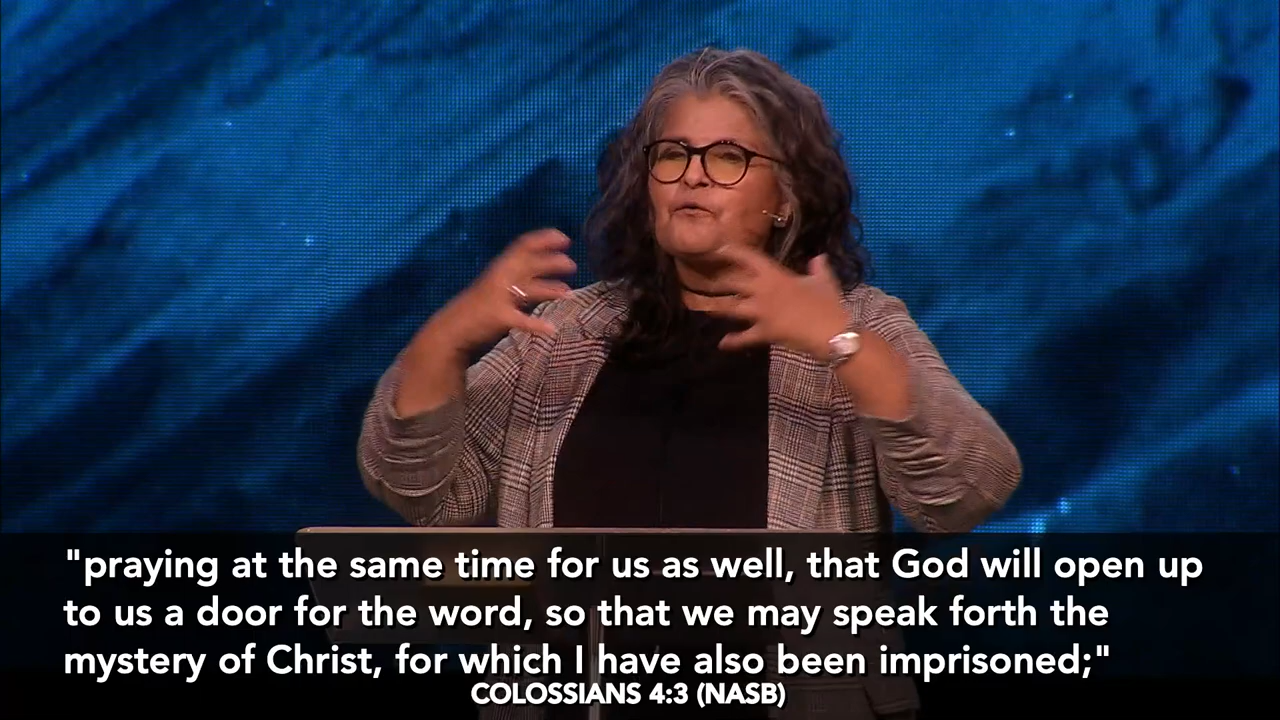 "praying at the same time for us as well, that God will open up
to us a door for the word, so that we may speak forth the
mystery of Christ, for which I have also been imprisoned;"
COLOSSIANS 4:3 (NASB)